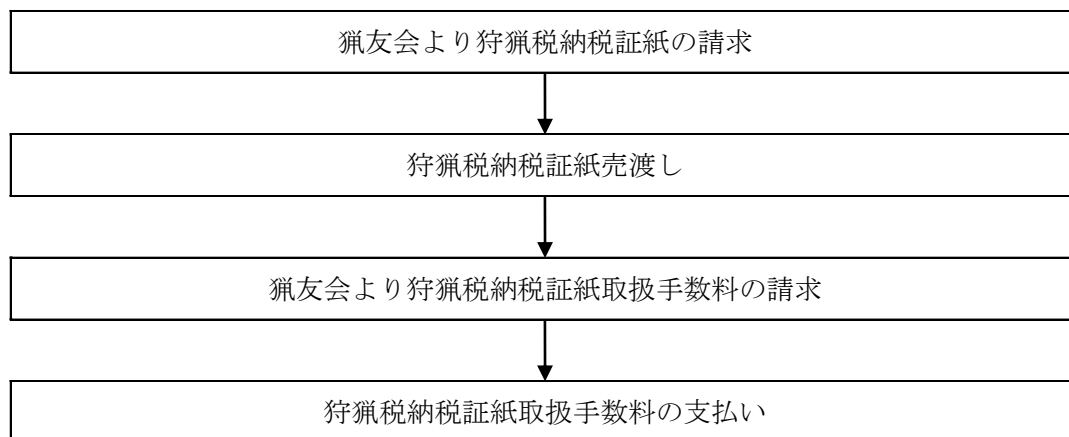 猟友会より狩猟税納税証紙の請求
狩猟税納税証紙売渡し
猟友会より狩猟税納税証紙取扱手数料の請求
狩猟税納税証紙取扱手数料の支払い